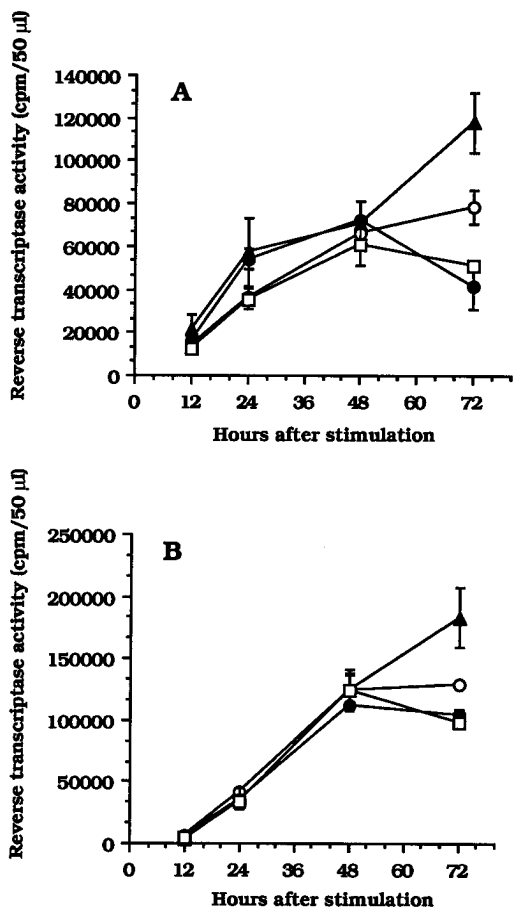 Reverse transcriptase activity (cpm/50 µl)
140000
120000
100000
80000
60000
40000
20000
0
A
0 12 24 36 48 60 72
Hours after stimulation
Reverse transcriptase activity (cpm/50 µl)
250000
200000
150000
100000
50000
0
B
0 12 24 36 48 60 72
Hours after stimulation